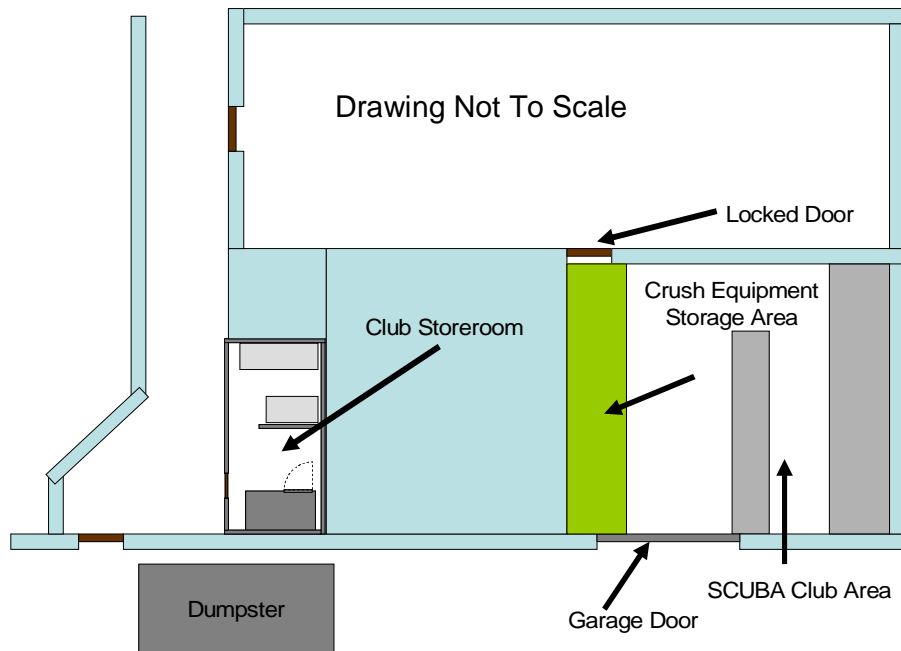 Drawing Not To Scale
Locked Door
Crush Equipment
Storage Area
Club Storeroom
Dumpster
Garage Door
SCUBA Club Area